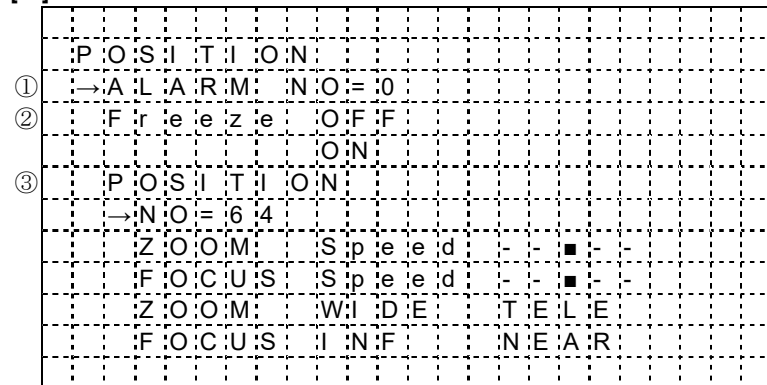 POSITION
① →ALARM NO=0
② Freeze OFF
ON
③ POSITION
→NO=64
ZOOM Speed --■--
FOCUS Speed --■--
ZOOM WIDE TELE
FOCUS INF NEAR